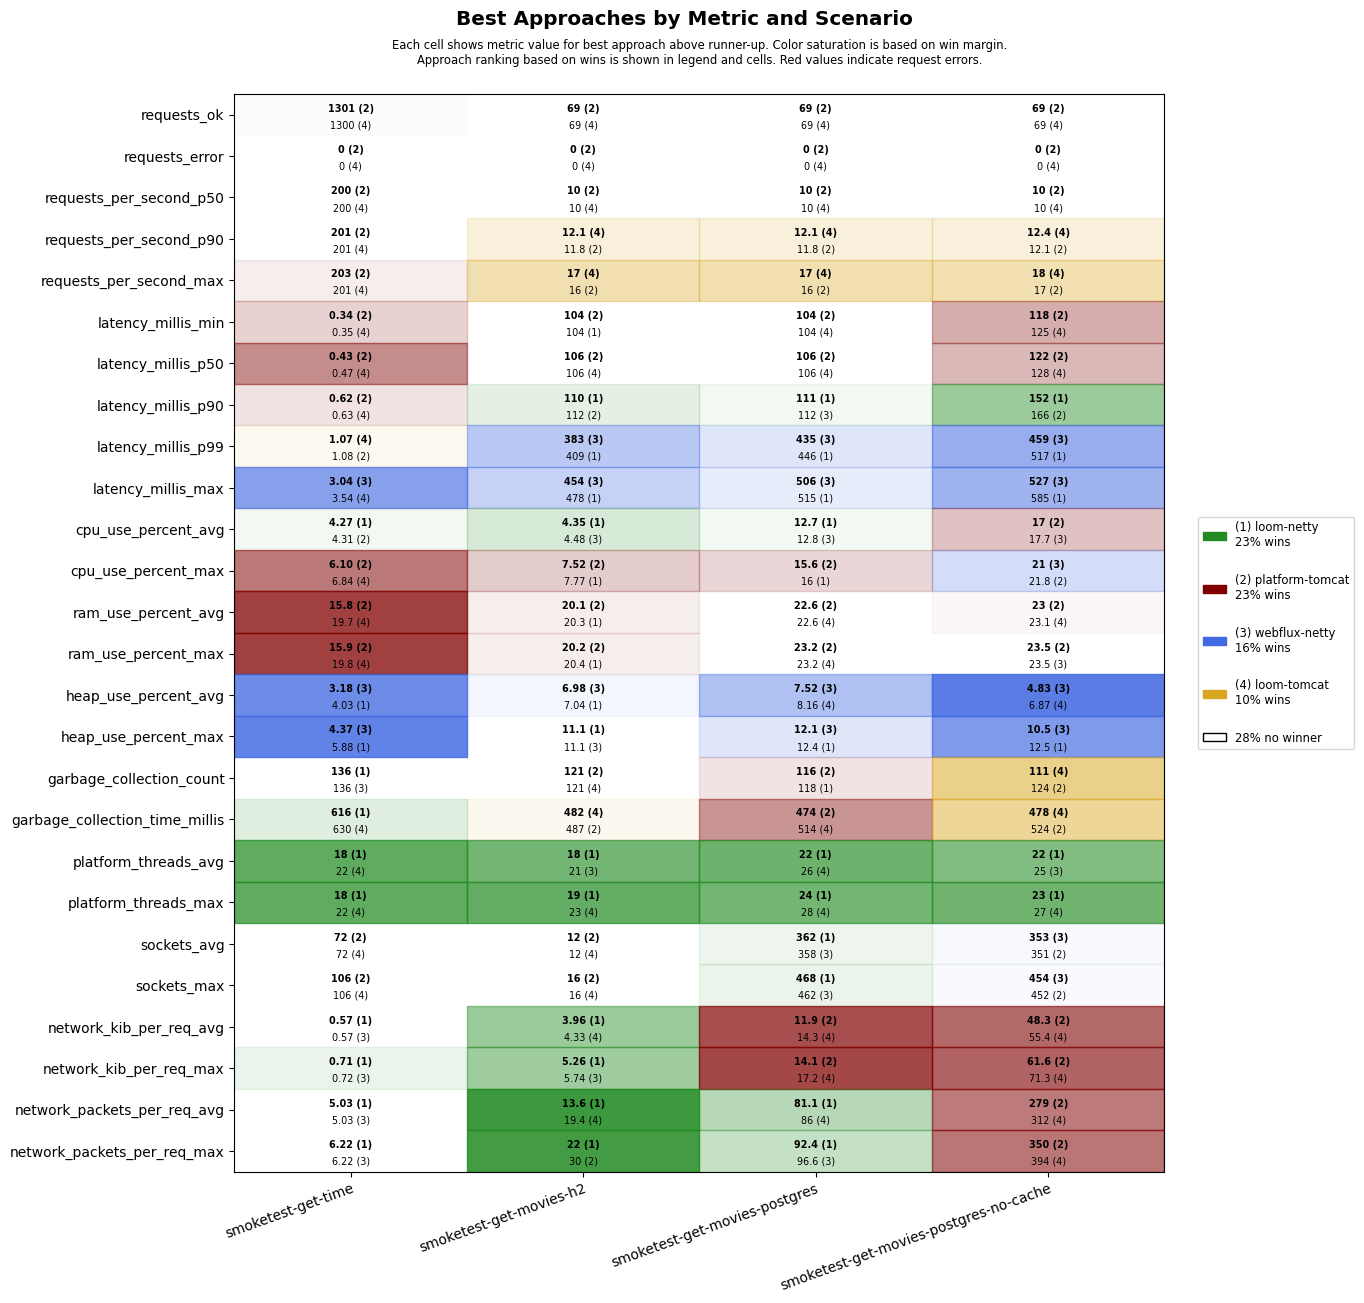 Best Approaches by Metric and Scenario
Each cell shows metric value for best approach above runner-up. Color saturation is based on win margin.
Approach ranking based on wins is shown in legend and cells. Red values indicate request errors.
requests_ok
1301 (2) 69 (2) 69 (2) 69 (2)
1300 (4) 69 (4) 69 (4) 69 (4)
requests_error
0 (2) 0 (2) 0 (2) 0 (2)
0 (4) 0 (4) 0 (4) 0 (4)
requests_per_second_p50
200 (2) 10 (2) 10 (2) 10 (2)
200 (4) 10 (4) 10 (4) 10 (4)
requests_per_second_p90
201 (2) 12.1 (4) 12.1 (4) 12.4 (4)
201 (4) 11.8 (2) 11.8 (2) 12.1 (2)
requests_per_second_max
203 (2) 17 (4) 17 (4) 18 (4)
201 (4) 16 (2) 16 (2) 17 (2)
latency_millis_min
0.34 (2) 104 (2) 104 (2) 118 (2)
0.35 (4) 104 (1) 104 (4) 125 (4)
latency_millis_p50
0.43 (2) 106 (2) 106 (2) 122 (2)
0.47 (4) 106 (4) 106 (4) 128 (4)
latency_millis_p90
0.62 (2) 110 (1) 111 (1) 152 (1)
0.63 (4) 112 (2) 112 (3) 166 (2)
latency_millis_p99
1.07 (4) 383 (3) 435 (3) 459 (3)
1.08 (2) 409 (1) 446 (1) 517 (1)
latency_millis_max
3.04 (3) 454 (3) 506 (3) 527 (3)
3.54 (4) 478 (1) 515 (1) 585 (1)
cpu_use_percent_avg
4.27 (1) 4.35 (1) 12.7 (1) 17 (2)
4.31 (2) 4.48 (3) 12.8 (3) 17.7 (3)
cpu_use_percent_max
6.10 (2) 7.52 (2) 15.6 (2) 21 (3)
6.84 (4) 7.77 (1) 16 (1) 21.8 (2)
ram_use_percent_avg
15.8 (2) 20.1 (2) 22.6 (2) 23 (2)
19.7 (4) 20.3 (1) 22.6 (4) 23.1 (4)
ram_use_percent_max
15.9 (2) 20.2 (2) 23.2 (2) 23.5 (2)
19.8 (4) 20.4 (1) 23.2 (4) 23.5 (3)
heap_use_percent_avg
3.18 (3) 6.98 (3) 7.52 (3) 4.83 (3)
4.03 (1) 7.04 (1) 8.16 (4) 6.87 (4)
heap_use_percent_max
4.37 (3) 11.1 (1) 12.1 (3) 10.5 (3)
5.88 (1) 11.1 (3) 12.4 (1) 12.5 (1)
garbage_collection_count
136 (1) 121 (2) 116 (2) 111 (4)
136 (3) 121 (4) 118 (1) 124 (2)
garbage_collection_time_millis
616 (1) 482 (4) 474 (2) 478 (4)
630 (4) 487 (2) 514 (4) 524 (2)
platform_threads_avg
18 (1) 18 (1) 22 (1) 22 (1)
22 (4) 21 (3) 26 (4) 25 (3)
platform_threads_max
18 (1) 19 (1) 24 (1) 23 (1)
22 (4) 23 (4) 28 (4) 27 (4)
sockets_avg
72 (2) 12 (2) 362 (1) 353 (3)
72 (4) 12 (4) 358 (3) 351 (2)
sockets_max
106 (2) 16 (2) 468 (1) 454 (3)
106 (4) 16 (4) 462 (3) 452 (2)
network_kib_per_req_avg
0.57 (1) 3.96 (1) 11.9 (2) 48.3 (2)
0.57 (3) 4.33 (4) 14.3 (4) 55.4 (4)
network_kib_per_req_max
0.71 (1) 5.26 (1) 14.1 (2) 61.6 (2)
0.72 (3) 5.74 (3) 17.2 (4) 71.3 (4)
network_packets_per_req_avg
5.03 (1) 13.6 (1) 81.1 (1) 279 (2)
5.03 (3) 19.4 (4) 86 (4) 312 (4)
network_packets_per_req_max
6.22 (1) 22 (1) 92.4 (1) 350 (2)
6.22 (3) 30 (2) 96.6 (3) 394 (4)
smoketest-get-time
smoketest-get-movies-h2
smoketest-get-movies-postgres
smoketest-get-movies-postgres-no-cache
(1) loom-netty
23% wins
(2) platform-tomcat
23% wins
(3) webflux-netty
16% wins
(4) loom-tomcat
10% wins
28% no winner